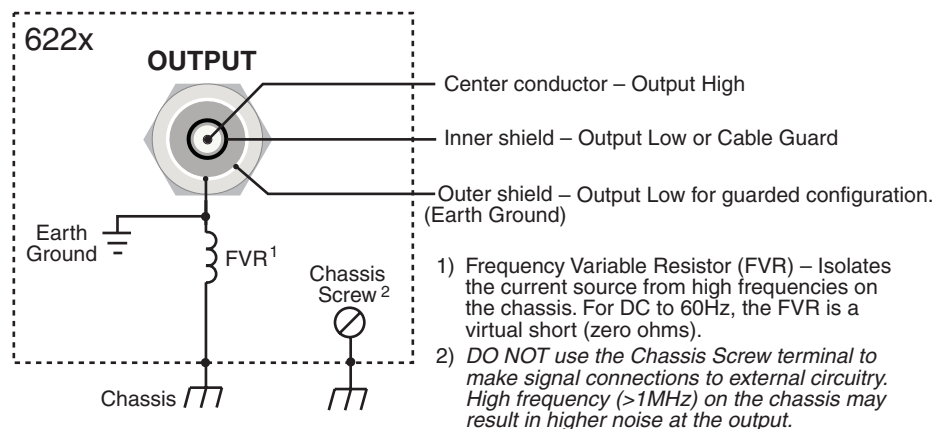 622x
OUTPUT
Center conductor – Output High
Inner shield – Output Low or Cable Guard
Outer shield – Output Low for guarded configuration.
(Earth Ground)
Earth
Ground
FVR1
Chassis
Screw 2
Chassis
1) Frequency Variable Resistor (FVR) – Isolates
the current source from high frequencies on
the chassis. For DC to 60Hz, the FVR is a
virtual short (zero ohms).
2) DO NOT use the Chassis Screw terminal to
make signal connections to external circuitry.
High frequency (>1MHz) on the chassis may
result in higher noise at the output.